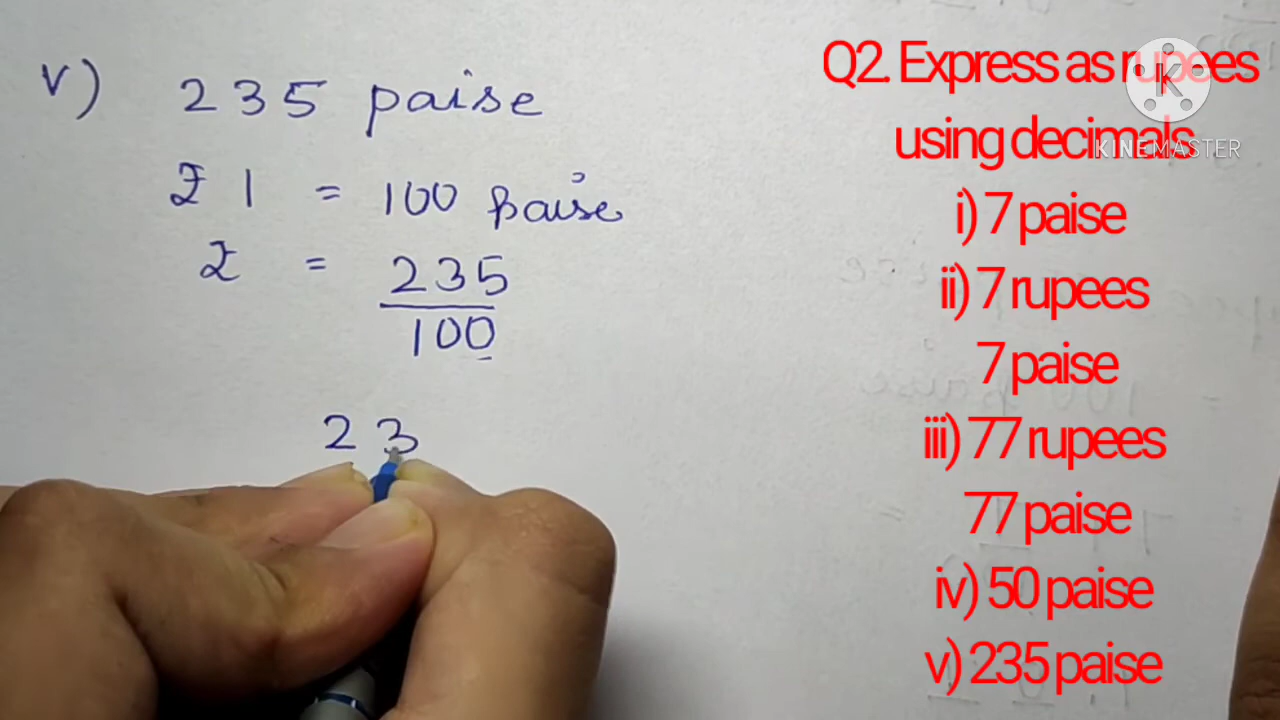 v) 235 paise
₹ 1 = 100 paise
₹ = 235
100
23
Q2. Express as rupees
using decimals
i) 7 paise
ii) 7 rupees
7 paise
iii) 77 rupees
77 paise
iv) 50 paise
v) 235 paise
K
KINEMASTER